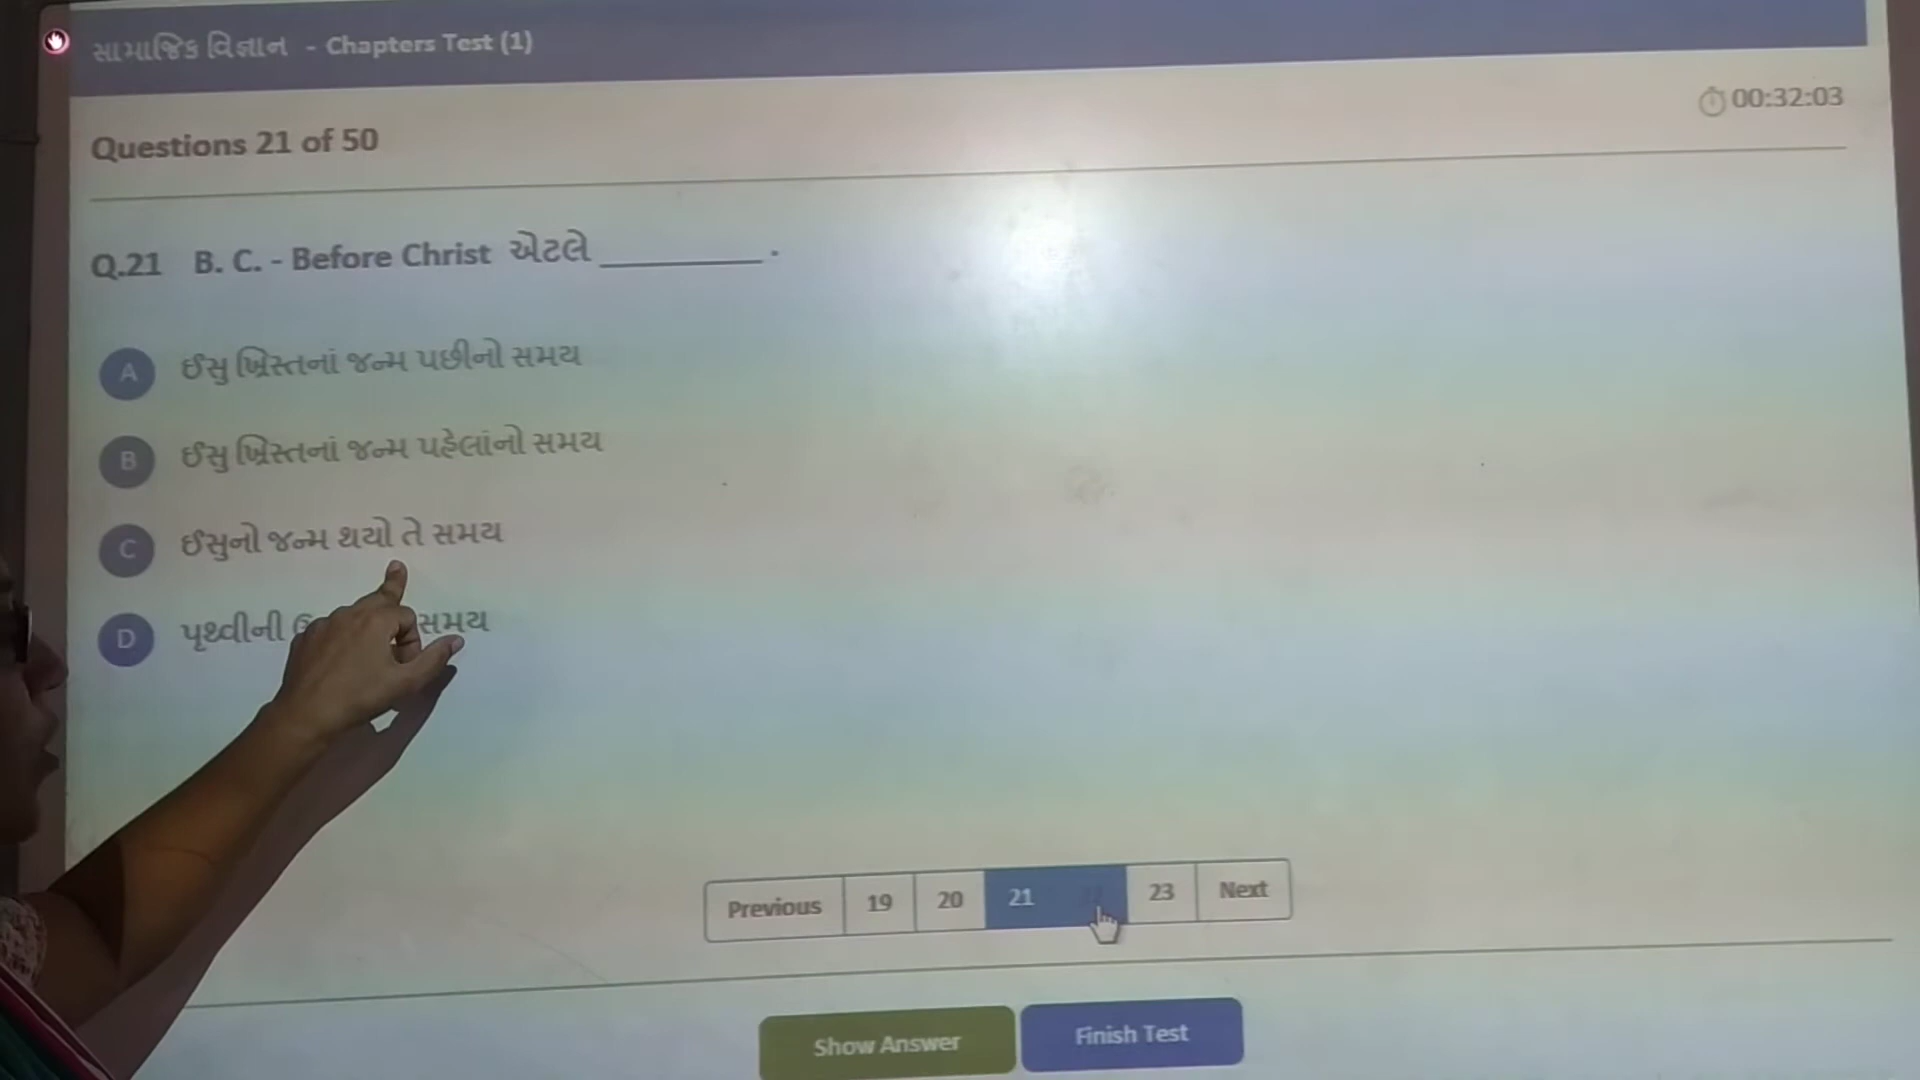 સામાજિક વિજ્ઞાન - Chapters Test (1)
00:32:03
Questions 21 of 50
Q.21 B. C. - Before Christ એટલે __________ .
A ઈસુ ખ્રિસ્તનાં જન્મ પછીનો સમય
B ઈસુ ખ્રિસ્તનાં જન્મ પહેલાંનો સમય
C ઈસુનો જન્મ થયો તે સમય
D પૃથ્વીની સમય
Previous 19 20 21 23 Next
Show Answer Finish Test